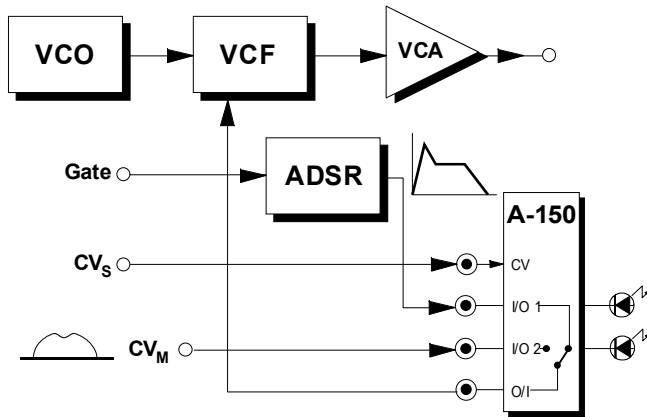 VCO
VCF
VCA
Gate
ADSR
A-150
CVS
CV
I/O 1
CVM
I/O 2
O/I